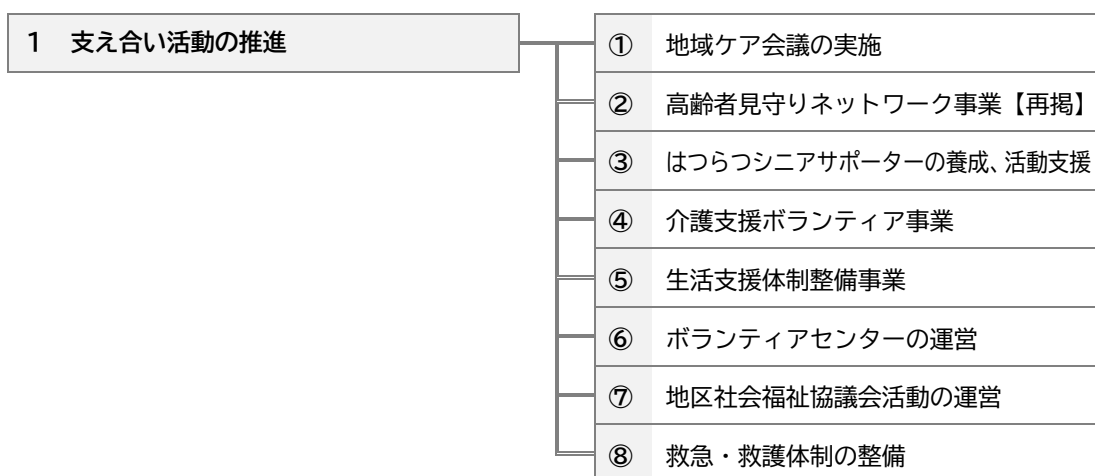 1 支え合い活動の推進
① 地域ケア会議の実施
② 高齢者見守りネットワーク事業【再掲】
③ はつらつシニアサポーターの養成、活動支援
④ 介護支援ボランティア事業
⑤ 生活支援体制整備事業
⑥ ボランティアセンターの運営
⑦ 地区社会福祉協議会活動の運営
⑧ 救急・救護体制の整備